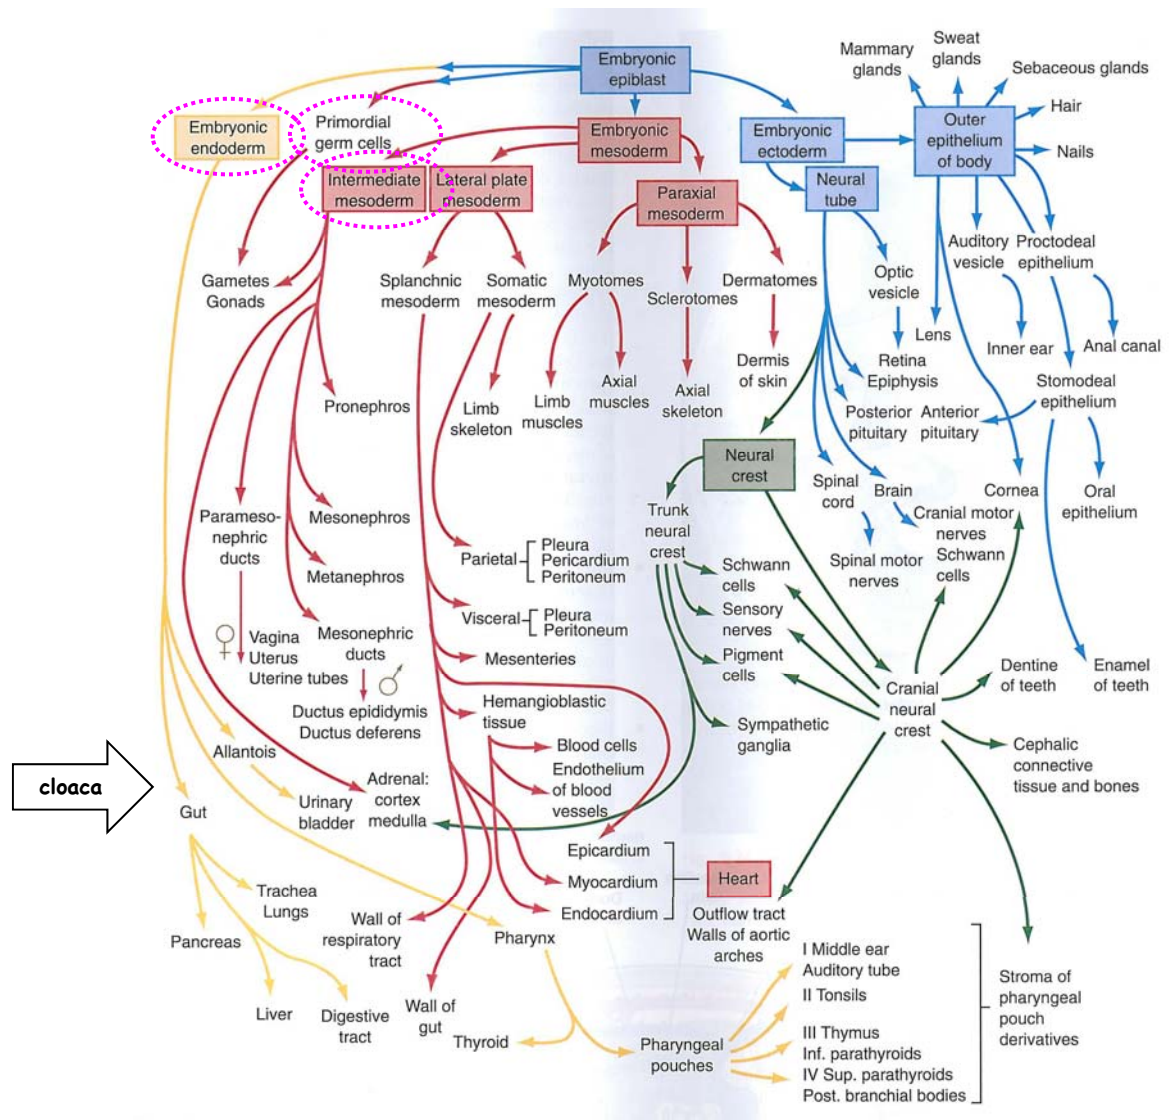 Embryonic
epiblast
Mammary
glands
Sweat
glands
Sebaceous glands
Hair
Nails
Outer
epithelium
of body
Embryonic
endoderm
Primordial
germ cells
Embryonic
mesoderm
Embryonic
ectoderm
Intermediate
mesoderm
Lateral plate
mesoderm
Paraxial
mesoderm
Neural
tube
Gametes
Gonads
Splanchnic
mesoderm
Somatic
mesoderm
Myotomes
Sclerotomes
Dermatomes
Optic
vesicle
Auditory
vesicle
Proctodeal
epithelium
Lens
Inner ear
Anal canal
Pronephros
Limb
skeleton
Limb
muscles
Axial
muscles
Axial
skeleton
Dermis
of skin
Retina
Epiphysis
Stomodeal
epithelium
Posterior
pituitary
Anterior
pituitary
Neural
crest
Spinal
cord
Brain
Cornea
Oral
epithelium
Cranial motor
nerves
Schwann
cells
Spinal motor
nerves
Parameso-
nephric
ducts
Mesonephros
Metanephros
Trunk
neural
crest
Parietal
Pleura
Pericardium
Peritoneum
Visceral
Pleura
Peritoneum
Schwann
cells
Sensory
nerves
Pigment
cells
♀
Vagina
Uterus
Uterine tubes
Mesonephric
ducts
♂
Ductus epididymis
Ductus deferens
Mesenteries
Hemangioblastic
tissue
Blood cells
Endothelium
of blood
vessels
Sympathetic
ganglia
Cranial
neural
crest
Dentine
of teeth
Enamel
of teeth
Cephalic
connective
tissue and bones
cloaca
Allantois
Gut
Urinary
bladder
Adrenal:
cortex
medulla
Epicardium
Myocardium
Endocardium
Heart
Outflow tract
Walls of aortic
arches
Trachea
Lungs
Pancreas
Liver
Digestive
tract
Wall of
respiratory
tract
Wall of
gut
Pharynx
Thyroid
Pharyngeal
pouches
I Middle ear
Auditory tube
II Tonsils
III Thymus
Inf. parathyroids
IV Sup. parathyroids
Post. branchial bodies
Stroma of
pharyngeal
pouch
derivatives